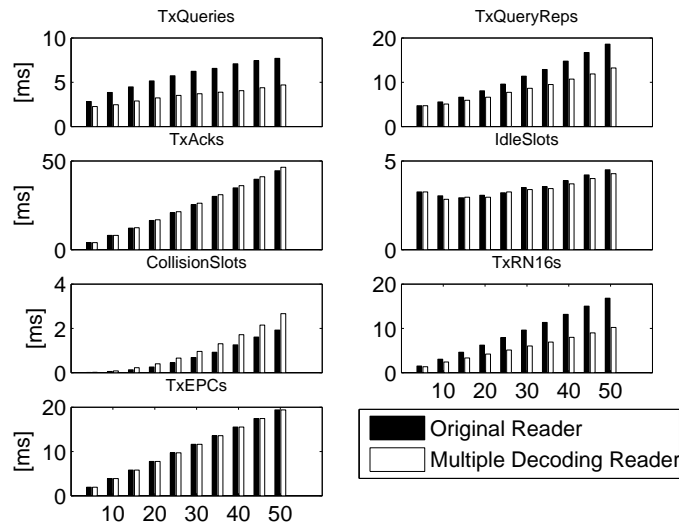 TxQueries TxQueryReps
10
5
0
[ms]
20
10
0
TxAcks IdleSlots
50
0
[ms]
5
0
CollisionSlots TxRN16s
4
2
0
[ms]
20
10
0
10 20 30 40 50
TxEPCs
20
10
0
[ms]
10 20 30 40 50
Original Reader
Multiple Decoding Reader